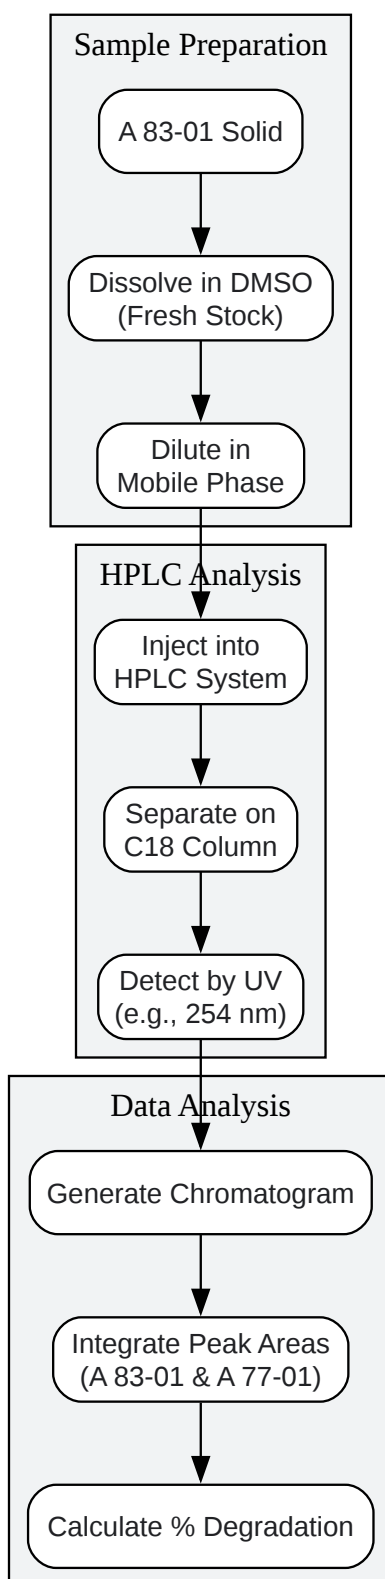 Sample Preparation
A 83-01 Solid
Dissolve in DMSO
(Fresh Stock)
Dilute in
Mobile Phase
HPLC Analysis
Inject into
HPLC System
Separate on
C18 Column
Detect by UV
(e.g., 254 nm)
Data Analysis
Generate Chromatogram
Integrate Peak Areas
(A 83-01 & A 77-01)
Calculate % Degradation